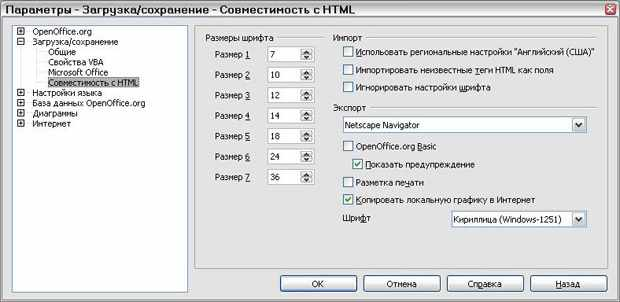 Параметры - Загрузка/сохранение - Совместимость с HTML
OpenOffice.org
Загрузка/сохранение
Общие
Свойства VBA
Microsoft Office
Совместимость с HTML
Настройки языка
База данных OpenOffice.org
Диаграммы
Интернет
Размеры шрифта
Размер 1 7
Размер 2 10
Размер 3 12
Размер 4 14
Размер 5 18
Размер 6 24
Размер 7 36
Импорт
Использовать региональные настройки "Английский (США)"
Импортировать неизвестные теги HTML как поля
Игнорировать настройки шрифта
Экспорт
Netscape Navigator
OpenOffice.org Basic
Показать предупреждение
Разметка печати
Копировать локальную графику в Интернет
Шрифт Кириллица (Windows-1251)
OK Отмена Справка Назад